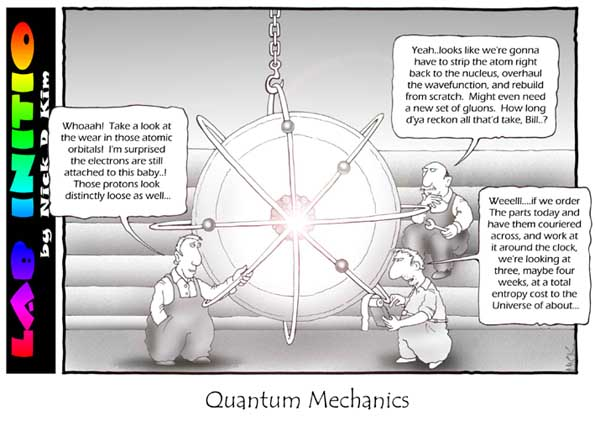 LAB INITIO
by Nick D Kim
Whoaah! Take a look at
the wear in those atomic
orbitals! I'm surprised
the electrons are still
attached to this baby..!
Those protons look
distinctly loose as well...
Yeah..looks like we're gonna
have to strip the atom right
back to the nucleus, overhaul
the wavefunction, and rebuild
from scratch. Might even need
a new set of gluons. How long
d'ya reckon all that'd take, Bill..?
Weeelll....if we order
The parts today and
have them couriered
across, and work at
it around the clock,
wee're looking at
three, maybe four
weeks, at a total
entropy cost to the
Universe of about...
NICK
Quantum Mechanics